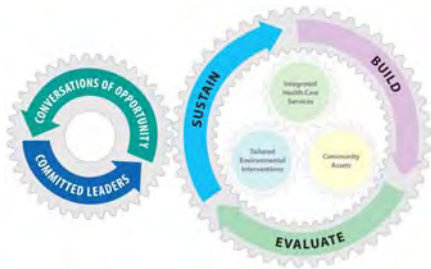 CONVERSATIONS OF OPPORTUNITY
COMMITTED LEADERS
SUSTAIN
BUILD
EVALUATE
Integrated
Health Care
Services
Tailored
Environmental
Interventions
Community
Assets